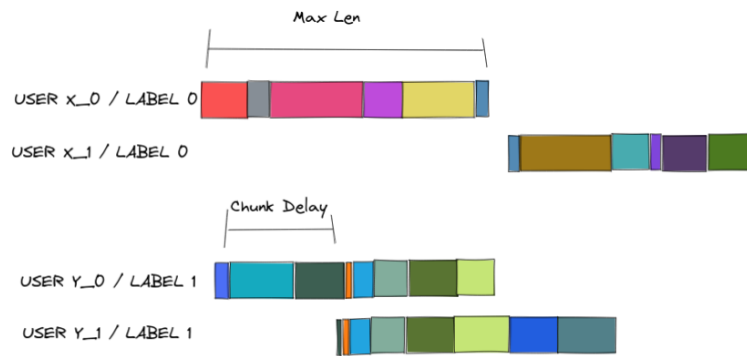 Max Len
USER X_0 / LABEL 0
USER X_1 / LABEL 0
Chunk Delay
USER Y_0 / LABEL 1
USER Y_1 / LABEL 1